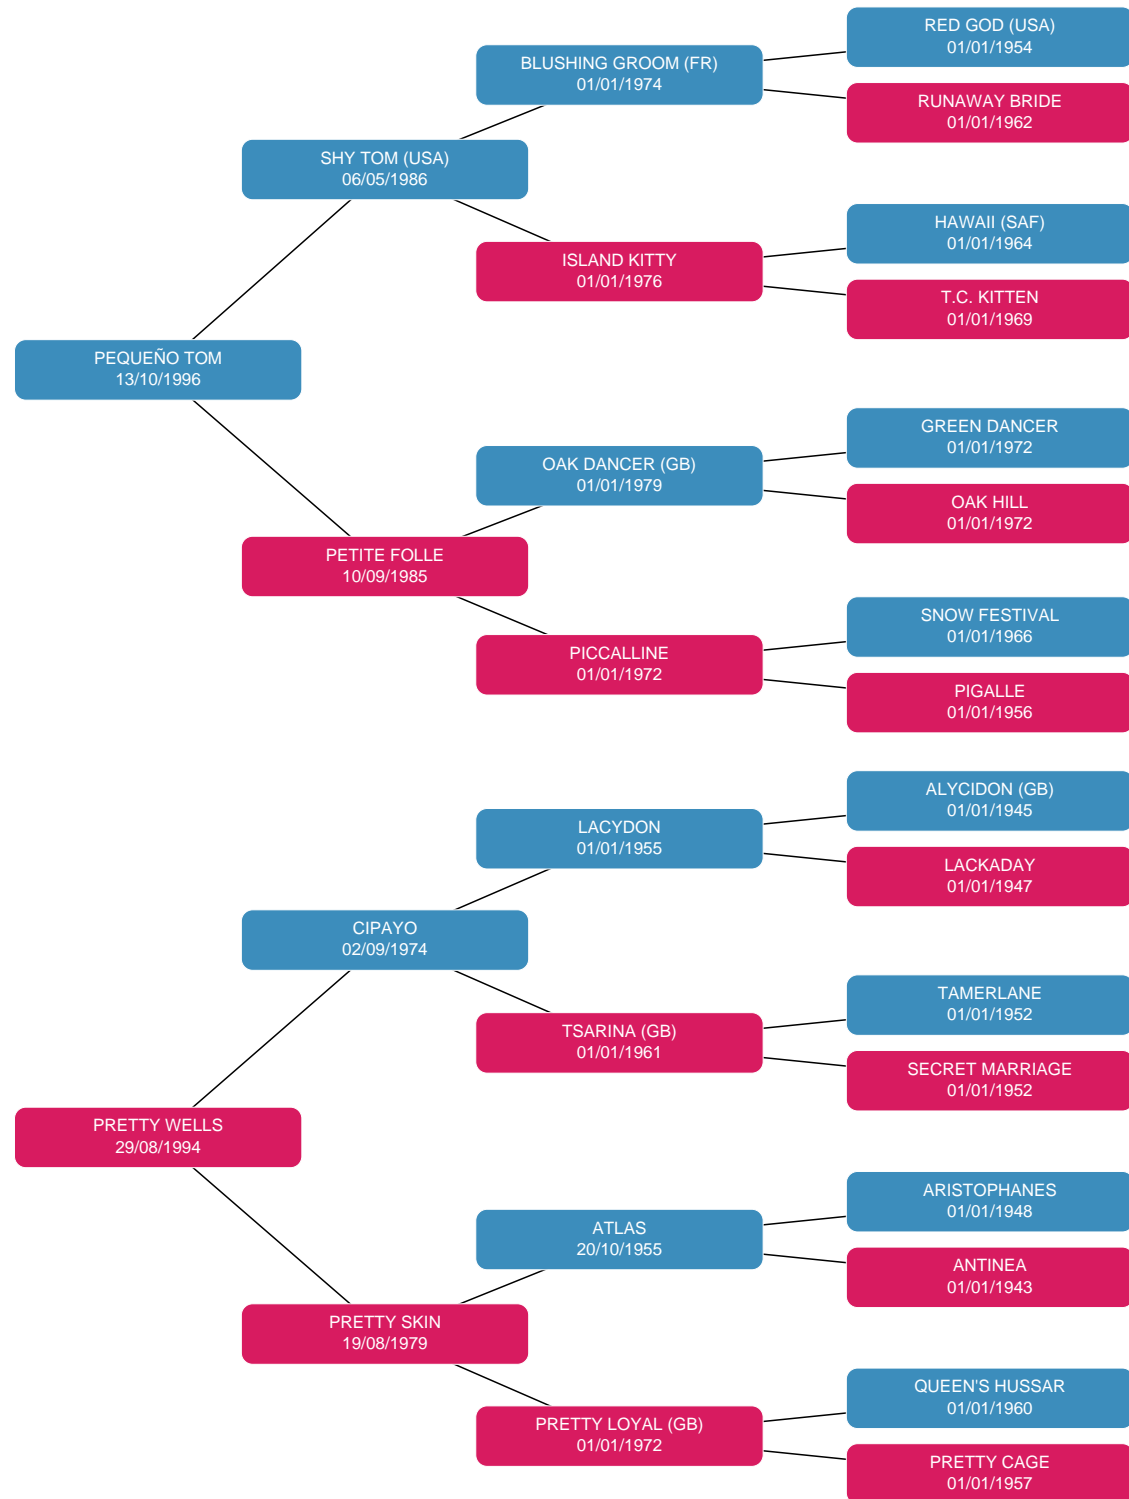 RED GOD (USA)
01/01/1954
BLUSHING GROOM (FR)
01/01/1974
RUNAWAY BRIDE
01/01/1962
SHY TOM (USA)
06/05/1986
HAWAII (SAF)
01/01/1964
ISLAND KITTY
01/01/1976
T.C. KITTEN
01/01/1969
PEQUEÑO TOM
13/10/1996
GREEN DANCER
01/01/1972
OAK DANCER (GB)
01/01/1979
OAK HILL
01/01/1972
PETITE FOLLE
10/09/1985
SNOW FESTIVAL
01/01/1966
PICCALLINE
01/01/1972
PIGALLE
01/01/1956
ALYCIDON (GB)
01/01/1945
LACYDON
01/01/1955
LACKADAY
01/01/1947
CIPAYO
02/09/1974
TAMERLANE
01/01/1952
TSARINA (GB)
01/01/1961
SECRET MARRIAGE
01/01/1952
PRETTY WELLS
29/08/1994
ARISTOPHANES
01/01/1948
ATLAS
20/10/1955
ANTINEA
01/01/1943
PRETTY SKIN
19/08/1979
QUEEN'S HUSSAR
01/01/1960
PRETTY LOYAL (GB)
01/01/1972
PRETTY CAGE
01/01/1957